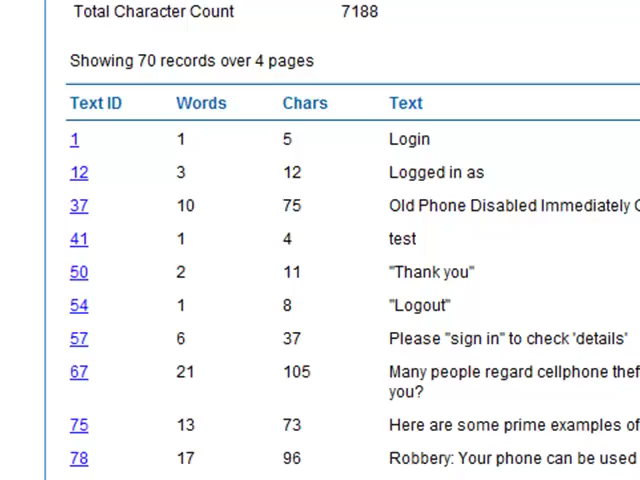 Total Character Count 7188
Showing 70 records over 4 pages
Text ID Words Chars Text
1 1 5 Login
12 3 12 Logged in as
37 10 75 Old Phone Disabled Immediately
41 1 4 test
50 2 11 "Thank you"
54 1 8 "Logout"
57 6 37 Please "sign in" to check 'details'
67 21 105 Many people regard cellphone
you?
75 13 73 Here are some prime examples of
78 17 96 Robbery: Your phone can be used